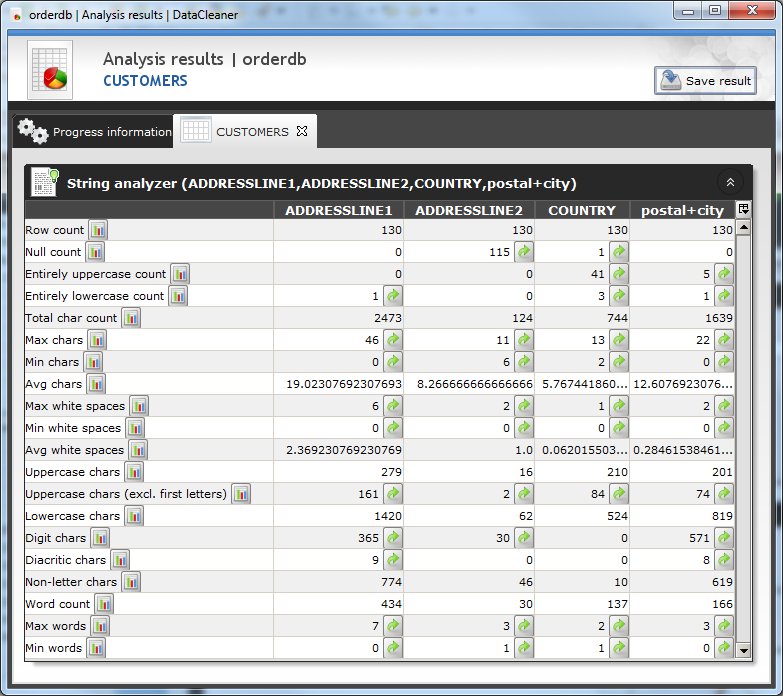 orderdb | Analysis results | DataCleaner
Analysis results | orderdb
CUSTOMERS
Save result
Progress information
CUSTOMERS
String analyzer (ADDRESSLINE1,ADDRESSLINE2,COUNTRY,postal+city)
ADDRESSLINE1 ADDRESSLINE2 COUNTRY postal+city
Row count 130 130 130 130
Null count 0 115 1 0
Entirely uppercase count 0 0 41 5
Entirely lowercase count 1 0 3 1
Total char count 2473 124 744 1639
Max chars 46 11 13 22
Min chars 0 6 2 0
Avg chars 19.02307692307693 8.266666666666666 5.767441860... 12.6076923076...
Max white spaces 6 2 1 2
Min white spaces 0 0 0 0
Avg white spaces 2.369230769230769 1.0 0.062015503... 0.28461538461...
Uppercase chars 279 16 210 201
Uppercase chars (excl. first letters) 161 2 84 74
Lowercase chars 1420 62 524 819
Digit chars 365 30 0 571
Diacritic chars 9 0 0 8
Non-letter chars 774 46 10 619
Word count 434 30 137 166
Max words 7 3 2 3
Min words 0 1 1 0